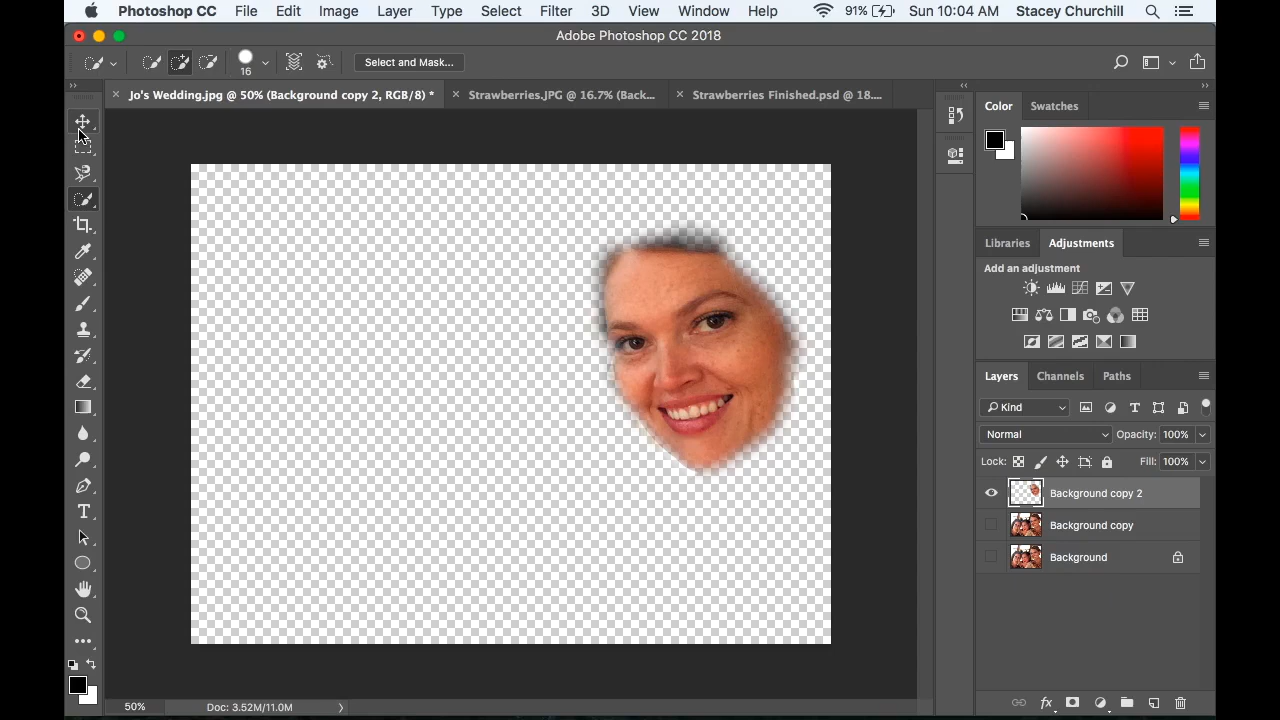 Photoshop CC File Edit Image Layer Type Select Filter 3D View Window Help 91% Sun 10:04 AM Stacey Churchill
Adobe Photoshop CC 2018
16 Select and Mask...
Jo's Wedding.jpg @ 50% (Background copy 2, RGB/8) * Strawberries.JPG @ 16.7% (Back... Strawberries Finished.psd @ 18....
Color Swatches
Libraries Adjustments
Add an adjustment
Layers Channels Paths
Kind
Normal Opacity: 100%
Lock: Fill: 100%
Background copy 2
Background copy
Background
50% Doc: 3.52M/11.0M